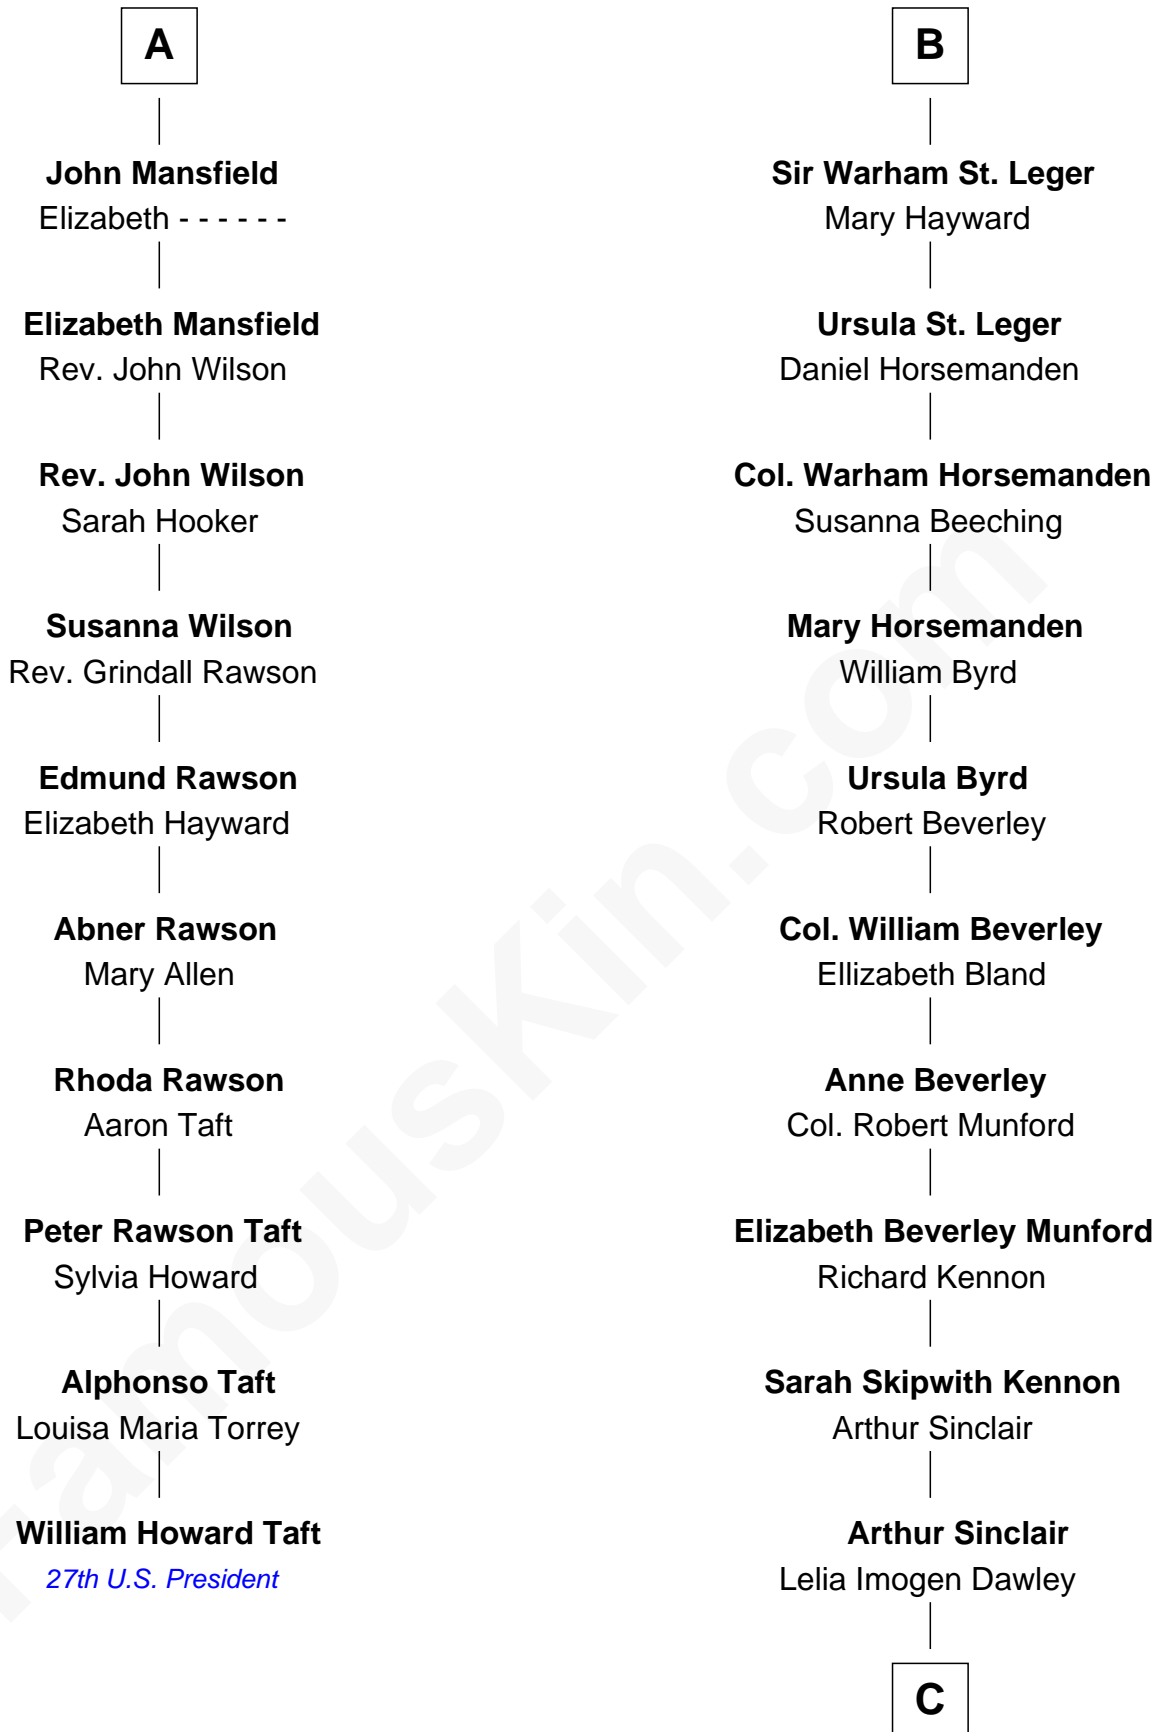 A
John Mansfield
Elizabeth - - - - - -
Elizabeth Mansfield
Rev. John Wilson
Rev. John Wilson
Sarah Hooker
Susanna Wilson
Rev. Grindall Rawson
Edmund Rawson
Elizabeth Hayward
Abner Rawson
Mary Allen
Rhoda Rawson
Aaron Taft
Peter Rawson Taft
Sylvia Howard
Alphonso Taft
Louisa Maria Torrey
William Howard Taft
27th U.S. President
B
Sir Warham St. Leger
Mary Hayward
Ursula St. Leger
Daniel Horsemanden
Col. Warham Horsemanden
Susanna Beeching
Mary Horsemanden
William Byrd
Ursula Byrd
Robert Beverley
Col. William Beverley
Ellizabeth Bland
Anne Beverley
Col. Robert Munford
Elizabeth Beverley Munford
Richard Kennon
Sarah Skipwith Kennon
Arthur Sinclair
Arthur Sinclair
Lelia Imogen Dawley
C
FamousKin.com